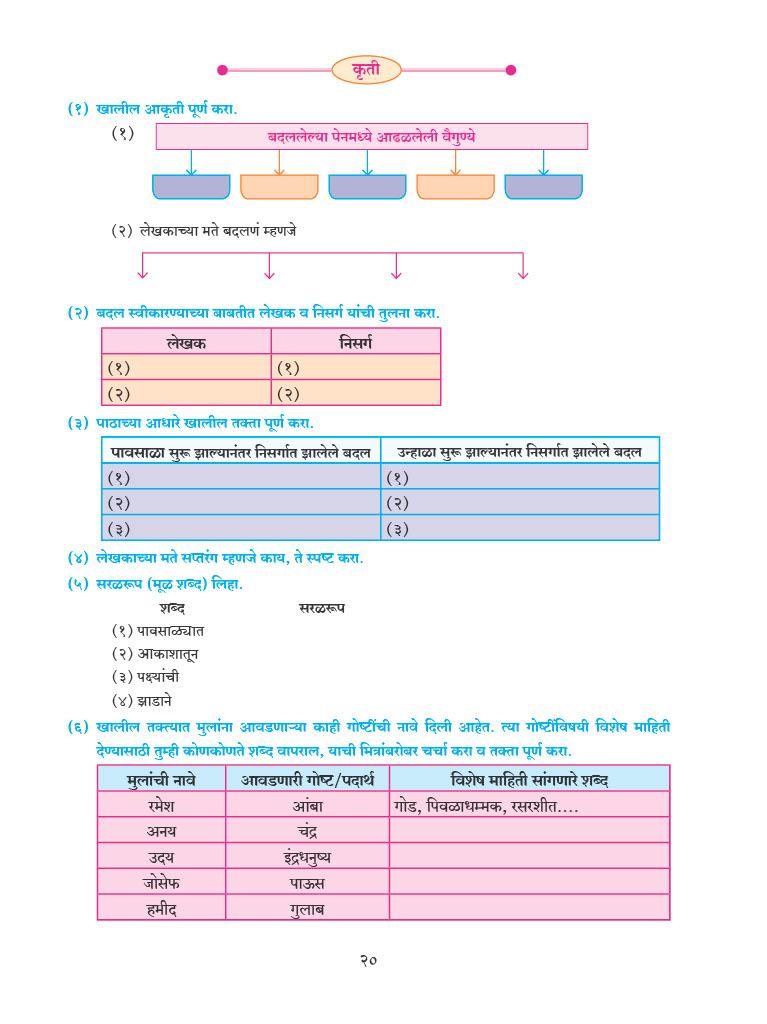 कृती
(१) खालील आकृती पूर्ण करा.
(१) बदललेल्या पेनमध्ये आढळलेली वैगुण्ये
(२) लेखकाच्या मते बदलणं म्हणजे
(२) बदल स्वीकारण्याच्या बाबतीत लेखक व निसर्ग यांची तुलना करा.
लेखक निसर्ग
(१) (१)
(२) (२)
(३) पाठाच्या आधारे खालील तक्ता पूर्ण करा.
पावसाळा सुरू झाल्यानंतर निसर्गात झालेले बदल उन्हाळा सुरू झाल्यानंतर निसर्गात झालेले बदल
(१) (१)
(२) (२)
(३) (३)
(४) लेखकाच्या मते सप्तरंग म्हणजे काय, ते स्पष्ट करा.
(५) सरळरूप (मूळ शब्द) लिहा.
शब्द सरळरूप
(१) पावसाळ्यात
(२) आकाशातून
(३) पक्ष्यांची
(४) झाडाने
(६) खालील तक्त्यात मुलांना आवडणाऱ्या काही गोष्टींची नावे दिली आहेत. त्या गोष्टींविषयी विशेष माहिती
देण्यासाठी तुम्ही कोणकोणते शब्द वापराल, याची मित्रांबरोबर चर्चा करा व तक्ता पूर्ण करा.
मुलांची नावे आवडणारी गोष्ट/पदार्थ विशेष माहिती सांगणारे शब्द
रमेश आंबा गोड, पिवळाधम्मक, रसरशीत....
अनय चंद्र
उदय इंद्रधनुष्य
जोसेफ पाऊस
हमीद गुलाब
२०